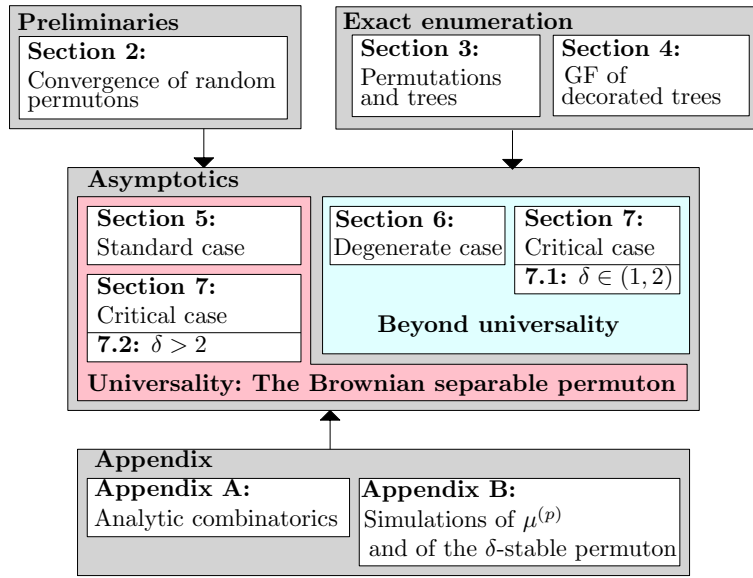 Preliminaries
Section 2:
Convergence of random
permutons
Exact enumeration
Section 3:
Permutations
and trees
Section 4:
GF of
decorated trees
Asymptotics
Section 5:
Standard case
Section 7:
Critical case
7.2: δ > 2
Section 6:
Degenerate case
Section 7:
Critical case
7.1: δ ∈ (1, 2)
Beyond universality
Universality: The Brownian separable permuton
Appendix
Appendix A:
Analytic combinatorics
Appendix B:
Simulations of μ^(p)
and of the δ-stable permuton